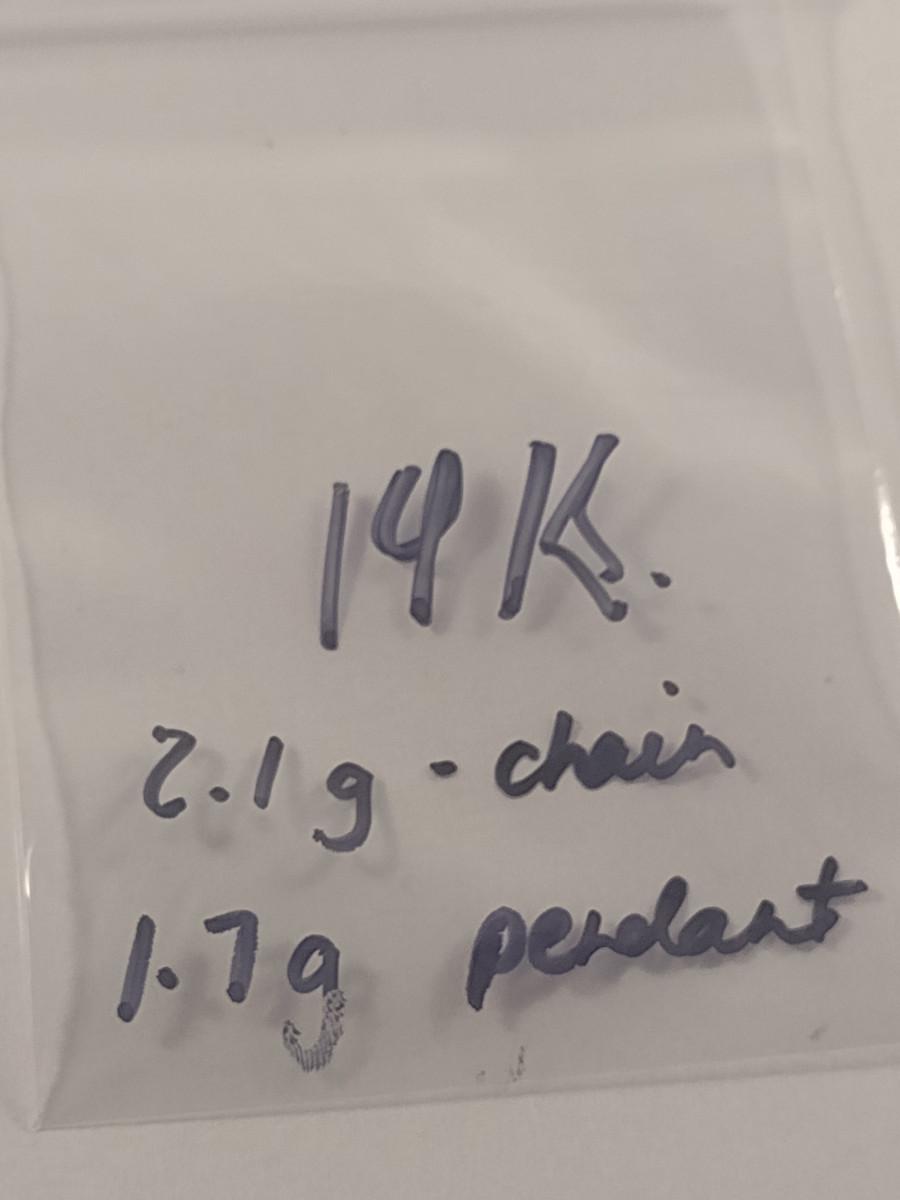 14K.
2.1g - chain
1.7g pendant